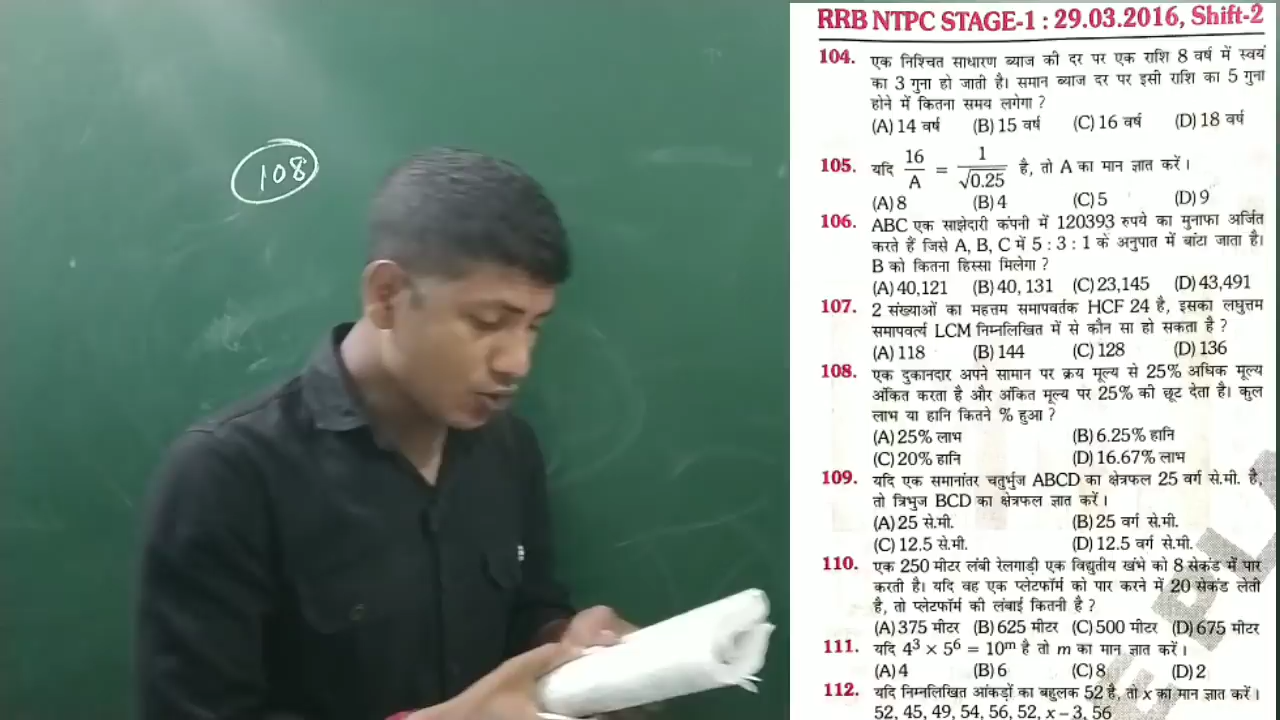 108
RRB NTPC STAGE-1 : 29.03.2016, Shift-2
104. एक निश्चित साधारण ब्याज की दर पर एक राशि 8 वर्ष में स्वयं
का 3 गुना हो जाती है। समान ब्याज दर पर इसी राशि का 5 गुना
होने में कितना समय लगेगा ?
(A) 14 वर्ष (B) 15 वर्ष (C) 16 वर्ष (D) 18 वर्ष
105. यदि 16/A = 1/√0.25 है, तो A का मान ज्ञात करें।
(A) 8 (B) 4 (C) 5 (D) 9
106. ABC एक साझेदारी कंपनी में 120393 रुपये का मुनाफा अर्जित
करते हैं जिसे A, B, C में 5 : 3 : 1 के अनुपात में बांटा जाता है।
B को कितना हिस्सा मिलेगा ?
(A) 40,121 (B) 40, 131 (C) 23,145 (D) 43,491
107. 2 संख्याओं का महत्तम समापवर्तक HCF 24 है, इसका लघुत्तम
समापवर्त्य LCM निम्नलिखित में से कौन सा हो सकता है ?
(A) 118 (B) 144 (C) 128 (D) 136
108. एक दुकानदार अपने सामान पर क्रय मूल्य से 25% अधिक मूल्य
अंकित करता है और अंकित मूल्य पर 25% की छूट देता है। कुल
लाभ या हानि कितने % हुआ ?
(A) 25% लाभ (B) 6.25% हानि
(C) 20% हानि (D) 16.67% लाभ
109. यदि एक समानांतर चतुर्भुज ABCD का क्षेत्रफल 25 वर्ग से.मी. है,
तो त्रिभुज BCD का क्षेत्रफल ज्ञात करें।
(A) 25 से.मी. (B) 25 वर्ग से.मी.
(C) 12.5 से.मी. (D) 12.5 वर्ग से.मी.
110. एक 250 मीटर लंबी रेलगाड़ी एक विद्युतीय खंभे को 8 सेकंड में पार
करती है। यदि वह एक प्लेटफॉर्म को पार करने में 20 सेकंड लेती
है, तो प्लेटफॉर्म की लंबाई कितनी है ?
(A) 375 मीटर (B) 625 मीटर (C) 500 मीटर (D) 675 मीटर
111. यदि 4³ × 5⁶ = 10ᵐ है तो m का मान ज्ञात करें।
(A) 4 (B) 6 (C) 8 (D) 2
112. यदि निम्नलिखित आंकड़ों का बहुलक 52 है, तो x का मान ज्ञात करें।
52, 45, 49, 54, 56, 52, x – 3, 56